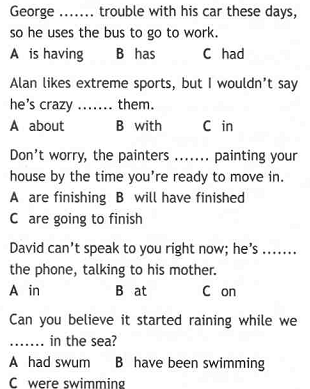 George ....... trouble with his car these days,
so he uses the bus to go to work.
A is having B has C had
Alan likes extreme sports, but I wouldn't say
he's crazy ....... them.
A about B with C in
Don't worry, the painters ....... painting your
house by the time you're ready to move in.
A are finishing B will have finished
C are going to finish
David can't speak to you right now; he's .......
the phone, talking to his mother.
A in B at C on
Can you believe it started raining while we
....... in the sea?
A had swum B have been swimming
C were swimming